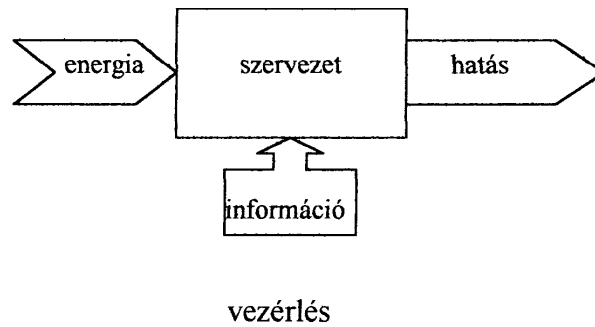 energia szervezet hatás
információ
vezérlés